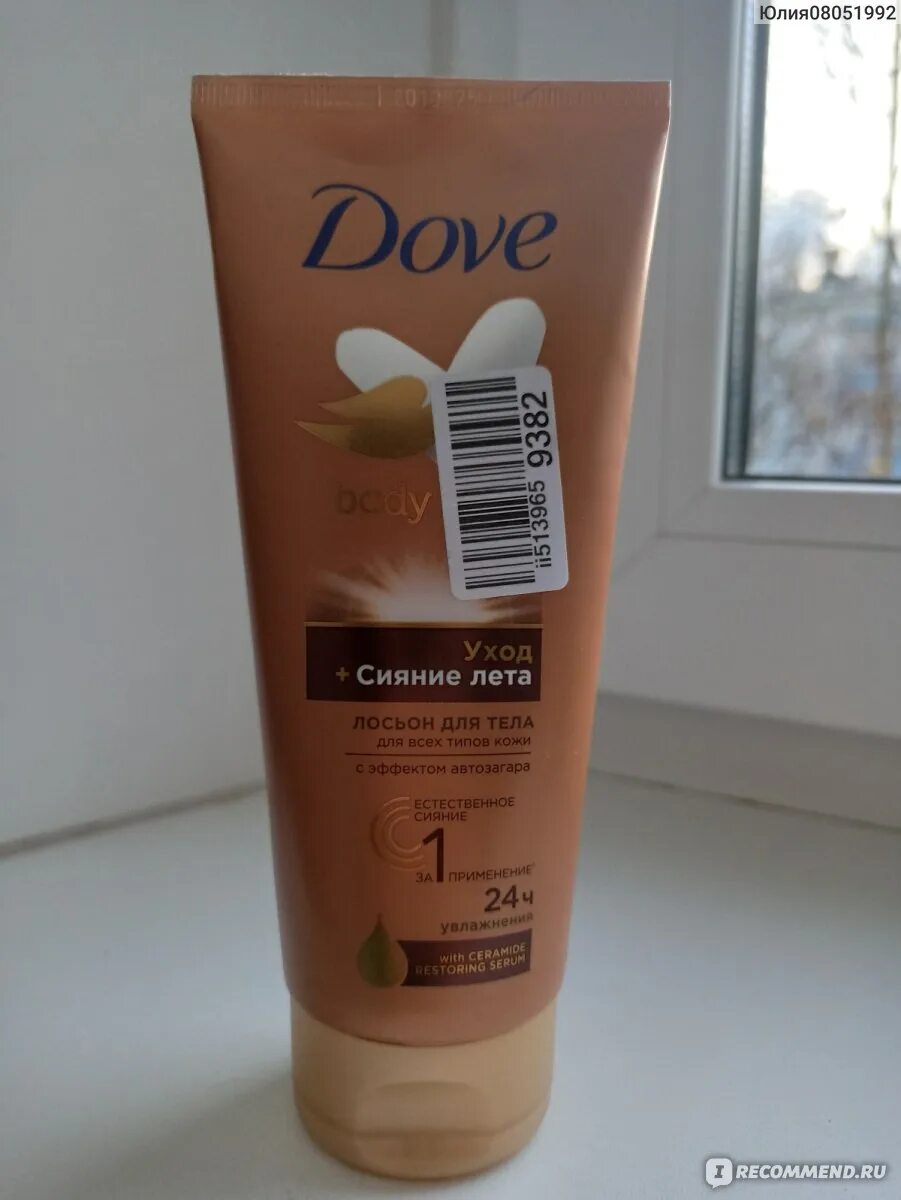 Юлия08051992
Dove
body
ii513965 9382
Уход
+ Сияние лета
ЛОСЬОН ДЛЯ ТЕЛА
ДЛЯ ВСЕХ ТИПОВ КОЖИ
С ЭФФЕКТОМ АВТОЗАГАРА
ЕСТЕСТВЕННОЕ
СИЯНИЕ
ЗА 1 ПРИМЕНЕНИЕ
24ч
УВЛАЖНЕНИЯ
with CERAMIDE
RESTORING SERUM
IRECOMMEND.RU